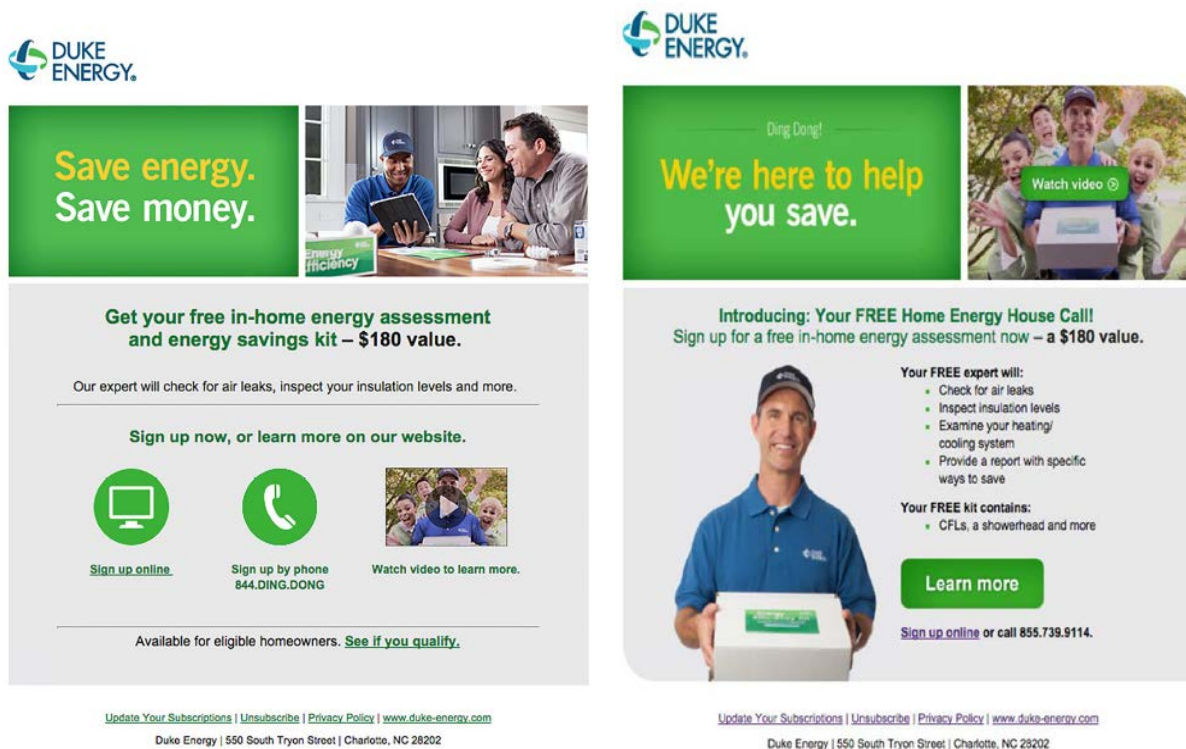 DUKE
ENERGY®
Save energy.
Save money.
Energy
Efficiency
Get your free in-home energy assessment
and energy savings kit – $180 value.
Our expert will check for air leaks, inspect your insulation levels and more.
Sign up now, or learn more on our website.
Sign up online
Sign up by phone
844.DING.DONG
Watch video to learn more.
Available for eligible homeowners. See if you qualify.
Update Your Subscriptions | Unsubscribe | Privacy Policy | www.duke-energy.com
Duke Energy | 550 South Tryon Street | Charlotte, NC 28202
DUKE
ENERGY®
Ding Dong!
We're here to help
you save.
Watch video
Introducing: Your FREE Home Energy House Call!
Sign up for a free in-home energy assessment now – a $180 value.
Your FREE expert will:
Check for air leaks
Inspect insulation levels
Examine your heating/
cooling system
Provide a report with specific
ways to save
Your FREE kit contains:
CFLs, a showerhead and more
DUKE
ENERGY
Learn more
Sign up online or call 855.739.9114.
Update Your Subscriptions | Unsubscribe | Privacy Policy | www.duke-energy.com
Duke Energy | 550 South Tryon Street | Charlotte, NC 28202